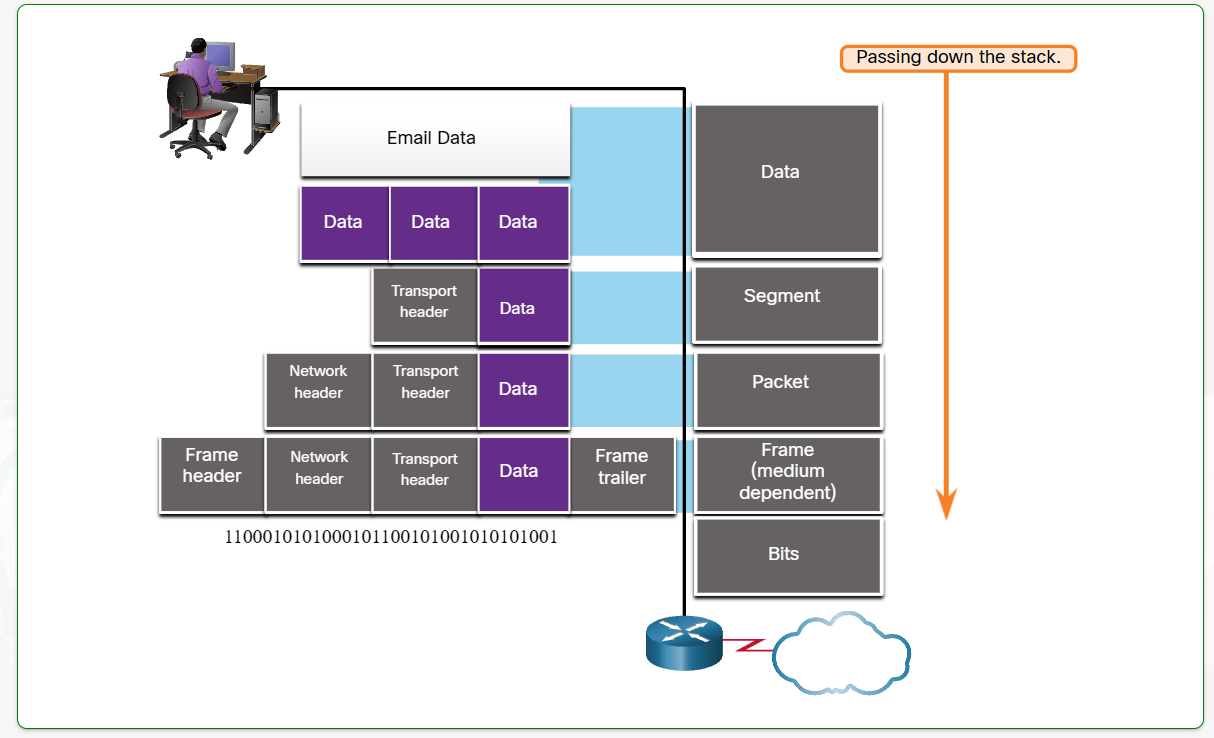 Passing down the stack.
Email Data
Data
Data
Data
Data
Transport
header
Data
Segment
Network
header
Transport
header
Data
Packet
Frame
header
Network
header
Transport
header
Data
Frame
trailer
Frame
(medium
dependent)
1100010101000101100101001010101001
Bits